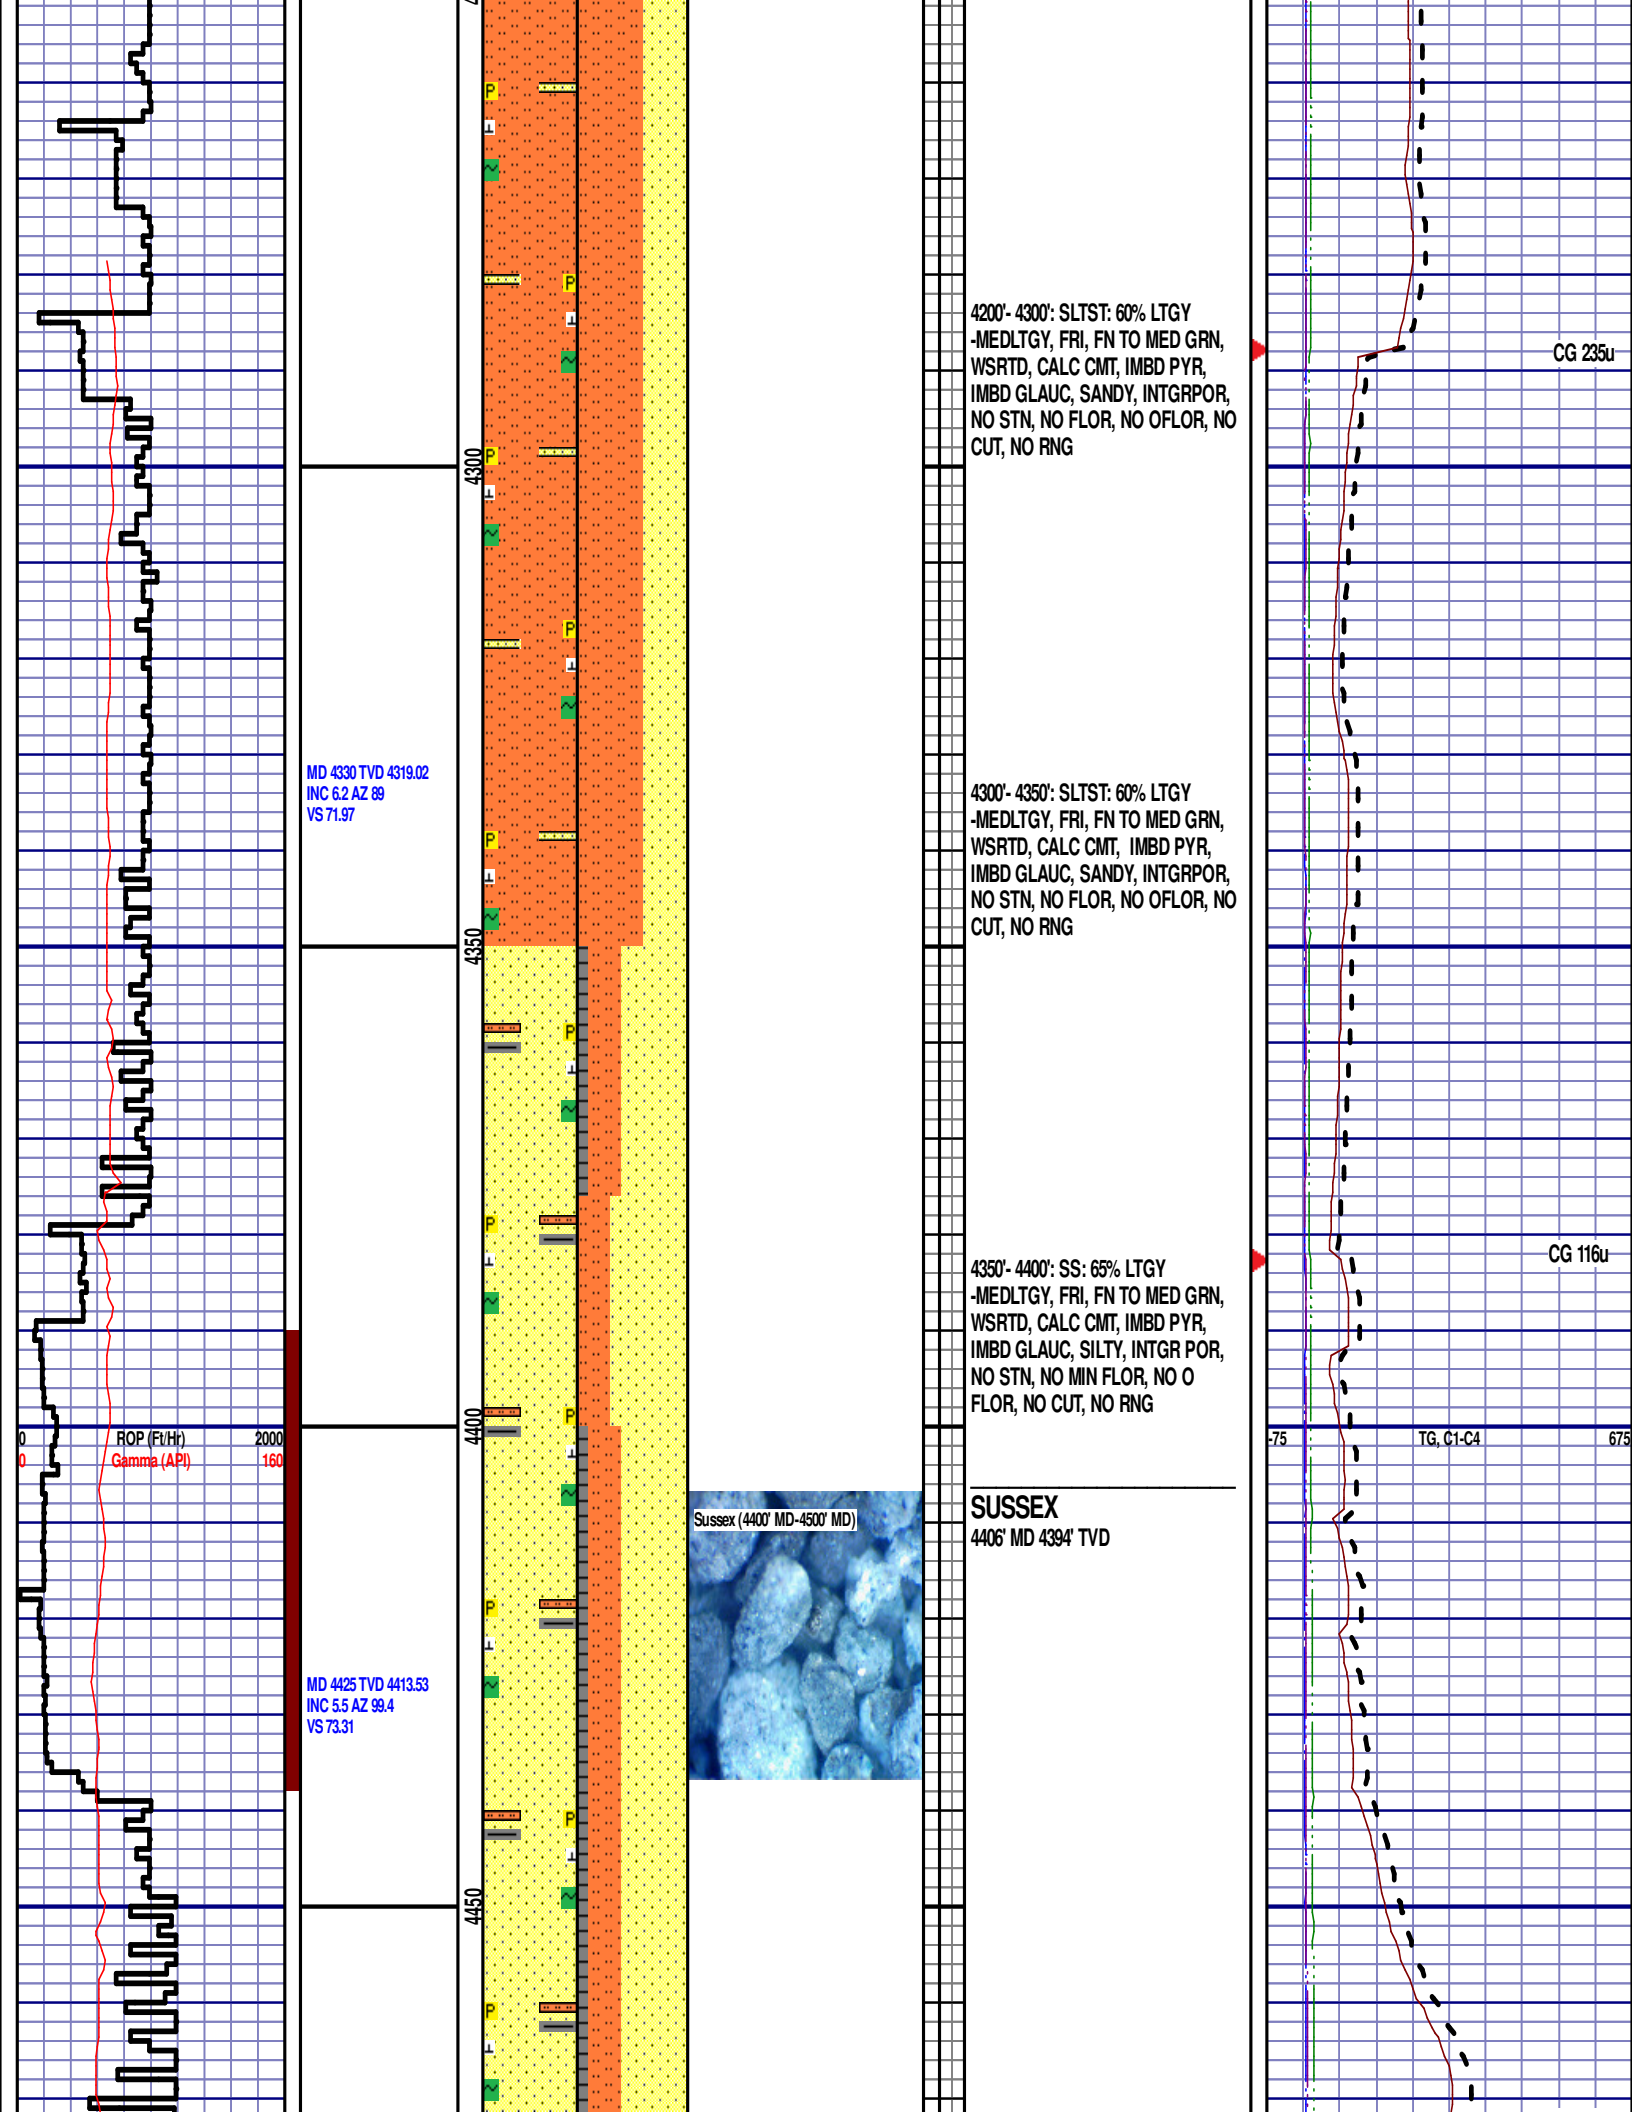 4200'- 4300': SLTST: 60% LTGY
-MEDLTGY, FRI, FN TO MED GRN,
WSRTD, CALC CMT, IMBD PYR,
IMBD GLAUC, SANDY, INTGRPOR,
NO STN, NO FLOR, NO OFLOR, NO
CUT, NO RNG
CG 235u
4300
MD 4330 TVD 4319.02
INC 6.2 AZ 89
VS 71.97
4300'- 4350': SLTST: 60% LTGY
-MEDLTGY, FRI, FN TO MED GRN,
WSRTD, CALC CMT, IMBD PYR,
IMBD GLAUC, SANDY, INTGRPOR,
NO STN, NO FLOR, NO OFLOR, NO
CUT, NO RNG
4350
4350'- 4400': SS: 65% LTGY
-MEDLTGY, FRI, FN TO MED GRN,
WSRTD, CALC CMT, IMBD PYR,
IMBD GLAUC, SILTY, INTGR POR,
NO STN, NO MIN FLOR, NO O
FLOR, NO CUT, NO RNG
CG 116u
4400
0 ROP (Ft/Hr) 2000
0 Gamma (API) 160
-75 TG, C1-C4 675
SUSSEX
4406' MD 4394' TVD
Sussex (4400' MD-4500' MD)
MD 4425 TVD 4413.53
INC 5.5 AZ 99.4
VS 73.31
4450
P
P
P
P
P
P
P
P
P
P
P